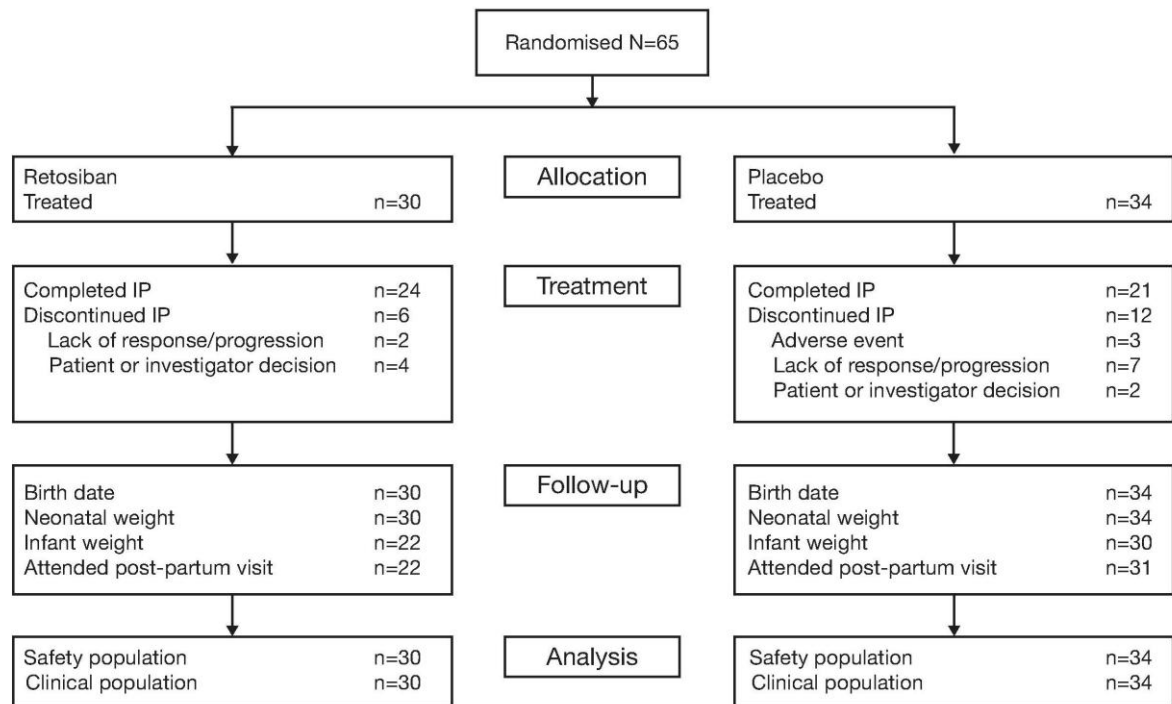 Randomised N=65
Allocation
Retosiban
Treated n=30
Placebo
Treated n=34
Treatment
Completed IP n=24
Discontinued IP n=6
Lack of response/progression n=2
Patient or investigator decision n=4
Completed IP n=21
Discontinued IP n=12
Adverse event n=3
Lack of response/progression n=7
Patient or investigator decision n=2
Follow-up
Birth date n=30
Neonatal weight n=30
Infant weight n=22
Attended post-partum visit n=22
Birth date n=34
Neonatal weight n=34
Infant weight n=30
Attended post-partum visit n=31
Analysis
Safety population n=30
Clinical population n=30
Safety population n=34
Clinical population n=34